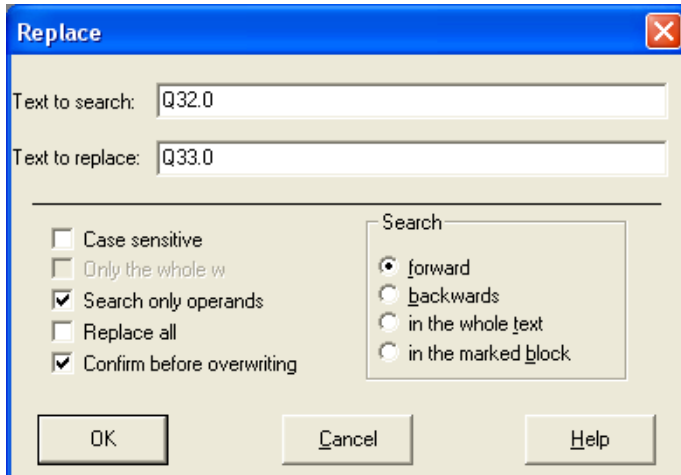 Replace
Text to search: Q32.0
Text to replace: Q33.0
Case sensitive
Only the whole w
Search only operands
Replace all
Confirm before overwriting
Search
forward
backwards
in the whole text
in the marked block
OK Cancel Help